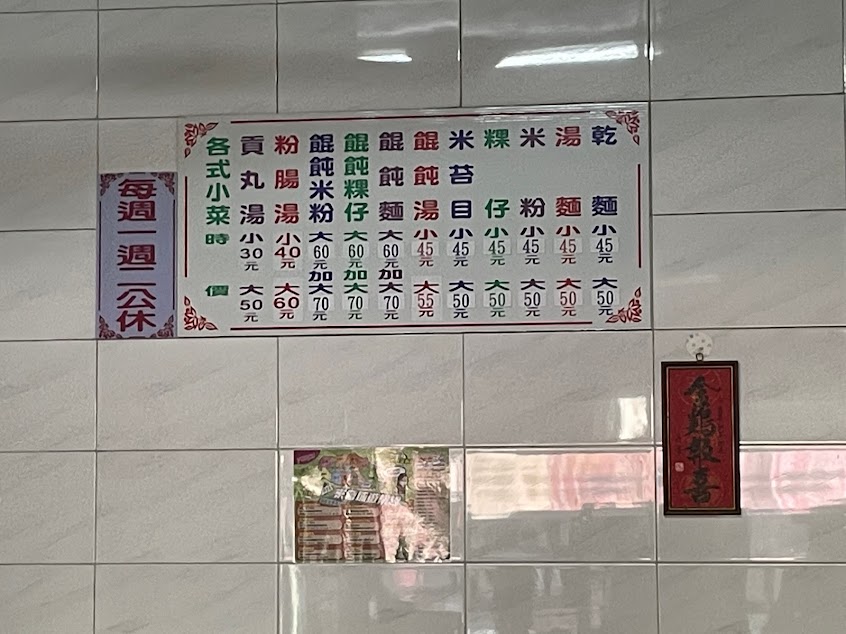 乾麵 小45元 大50元
湯麵 小45元 大50元
米粉 小45元 大50元
粿仔 小45元 大50元
米苔目 小45元 大50元
餛飩湯 小45元 大55元
餛飩麵 大60元 加大70元
餛飩粿仔 大60元 加大70元
餛飩米粉 大60元 加大70元
粉腸湯 小40元 大60元
貢丸湯 小30元 大50元
各式小菜 時價
每週一週二公休
金鷄報喜